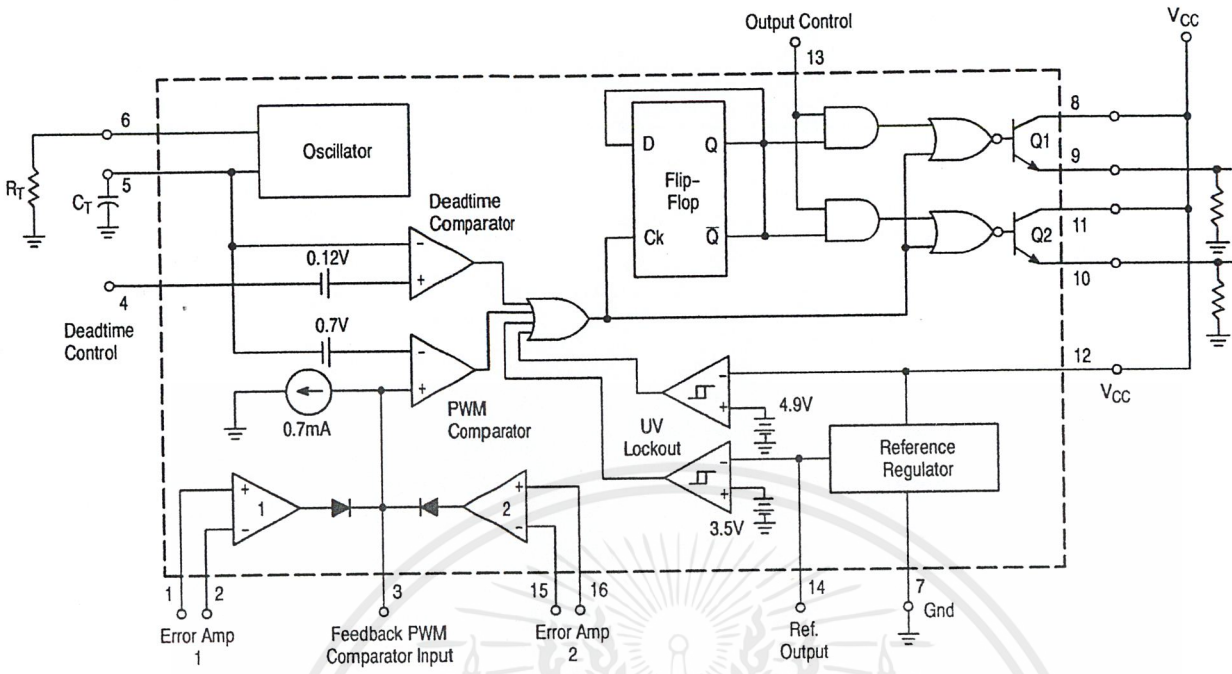 Output Control
VCC
13
6
Oscillator
RT
5
CT
D
Q
Flip-
Flop
Ck
Q̅
8
Q1
9
11
Q2
10
Deadtime
Comparator
-
+
0.12V
4
Deadtime
Control
0.7V
-
+
PWM
Comparator
0.7mA
12
VCC
-
+
4.9V
UV
Lockout
-
+
3.5V
Reference
Regulator
+
1
-
+
2
-
1
2
3
15
16
14
7
Gnd
Error Amp
1
Feedback PWM
Comparator Input
Error Amp
2
Ref.
Output